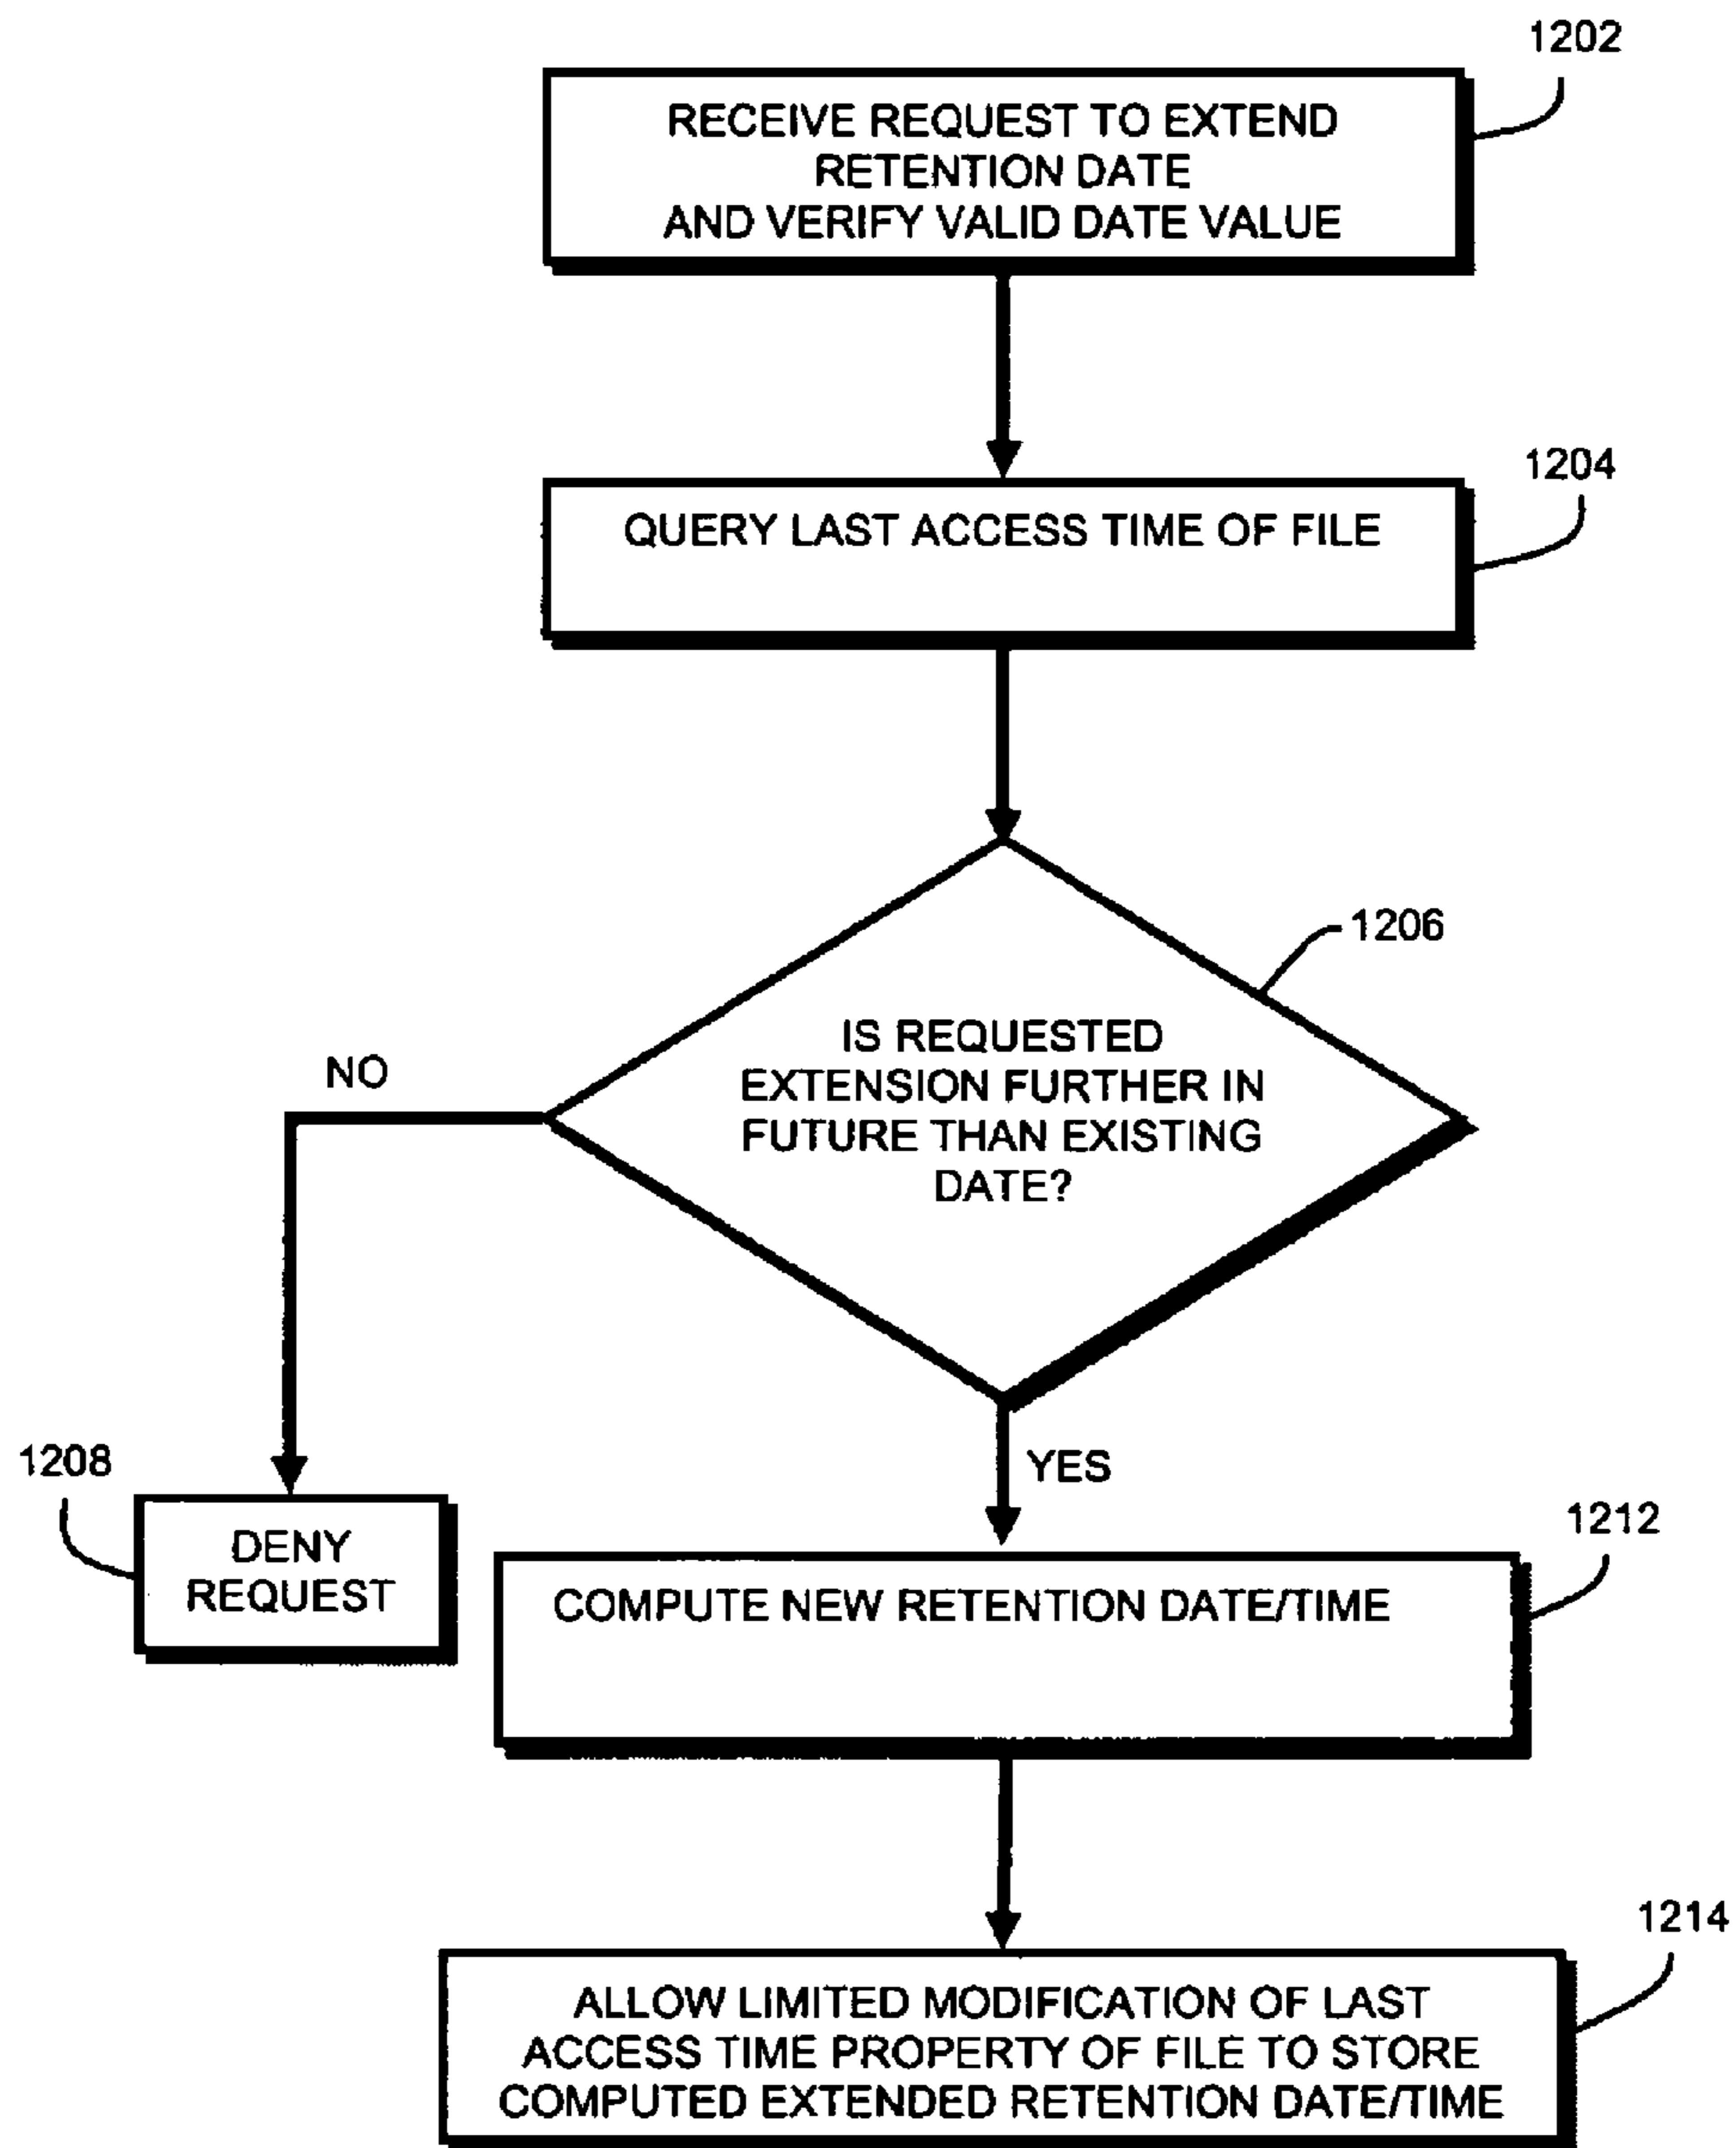 1202
RECEIVE REQUEST TO EXTEND
RETENTION DATE
AND VERIFY VALID DATE VALUE
1204
QUERY LAST ACCESS TIME OF FILE
1206
IS REQUESTED
EXTENSION FURTHER IN
FUTURE THAN EXISTING
DATE?
NO
YES
1208
DENY
REQUEST
1212
COMPUTE NEW RETENTION DATE/TIME
1214
ALLOW LIMITED MODIFICATION OF LAST
ACCESS TIME PROPERTY OF FILE TO STORE
COMPUTED EXTENDED RETENTION DATE/TIME